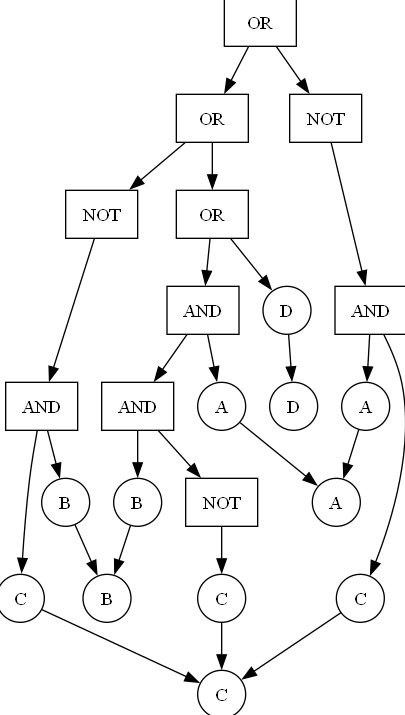 OR
OR NOT
NOT OR
AND D AND
AND AND A D A
B B NOT A
C B C C
C